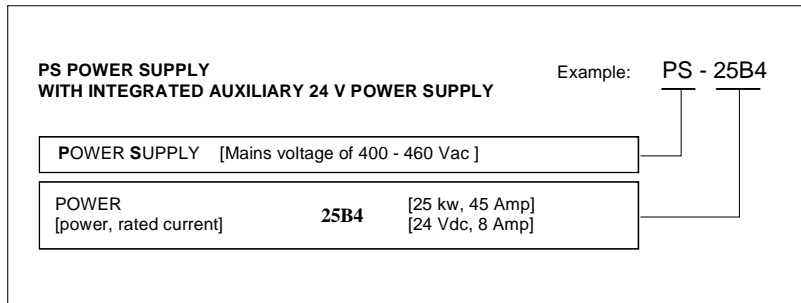 PS POWER SUPPLY
WITH INTEGRATED AUXILIARY 24 V POWER SUPPLY
Example: PS - 25B4
POWER SUPPLY [Mains voltage of 400 - 460 Vac ]
POWER
[power, rated current]
25B4
[25 kw, 45 Amp]
[24 Vdc, 8 Amp]